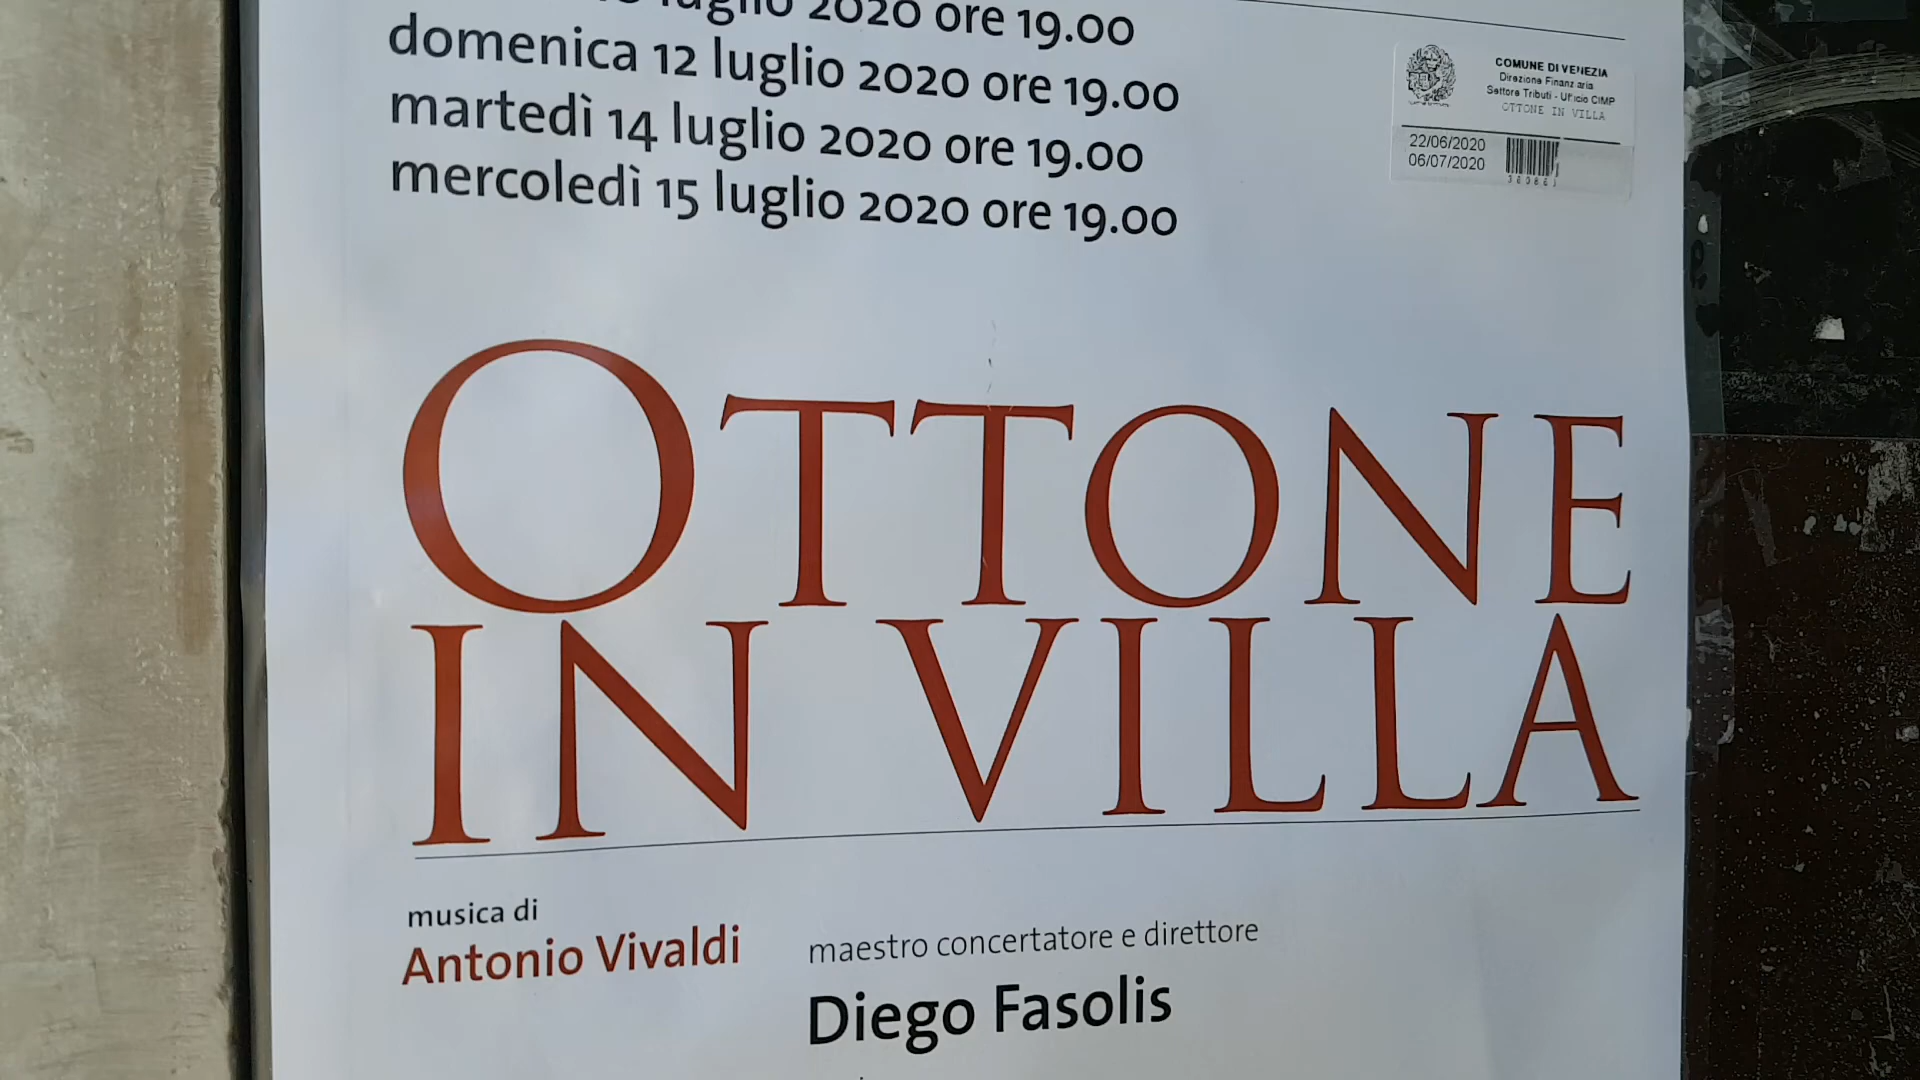 luglio 2020 ore 19.00
domenica 12 luglio 2020 ore 19.00
martedì 14 luglio 2020 ore 19.00
mercoledì 15 luglio 2020 ore 19.00
COMUNE DI VENEZIA
Direzione Finanziaria
Settore Tributi - Ufficio CIMP
OTTONE IN VILLA
22/06/2020
06/07/2020
OTTONE
IN VILLA
musica di
Antonio Vivaldi
maestro concertatore e direttore
Diego Fasolis